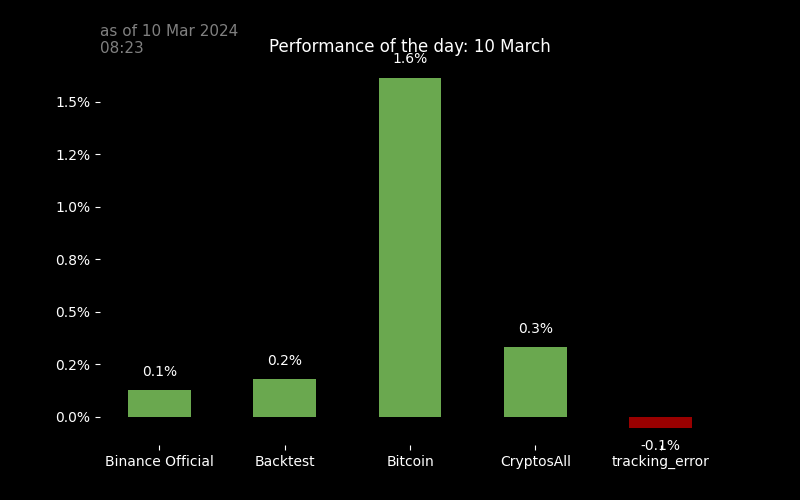 as of 10 Mar 2024
08:23
Performance of the day: 10 March
1.6%
1.5%
1.2%
1.0%
0.8%
0.5%
0.3%
0.2%
0.2%
0.1%
0.0%
-0.1%
Binance Official
Backtest
Bitcoin
CryptosAll
tracking_error